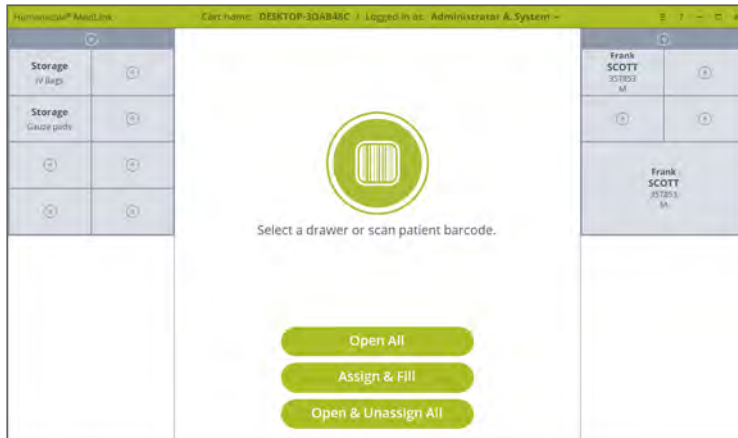 Humanscale® MedLink
Cart name: DESKTOP-3OAB48C / Logged in as: Administrator A. System
Storage
IV Bags
Storage
Gauze pads
Select a drawer or scan patient barcode.
Open All
Assign & Fill
Open & Unassign All
Frank
SCOTT
357853
M
Frank
SCOTT
357853
M